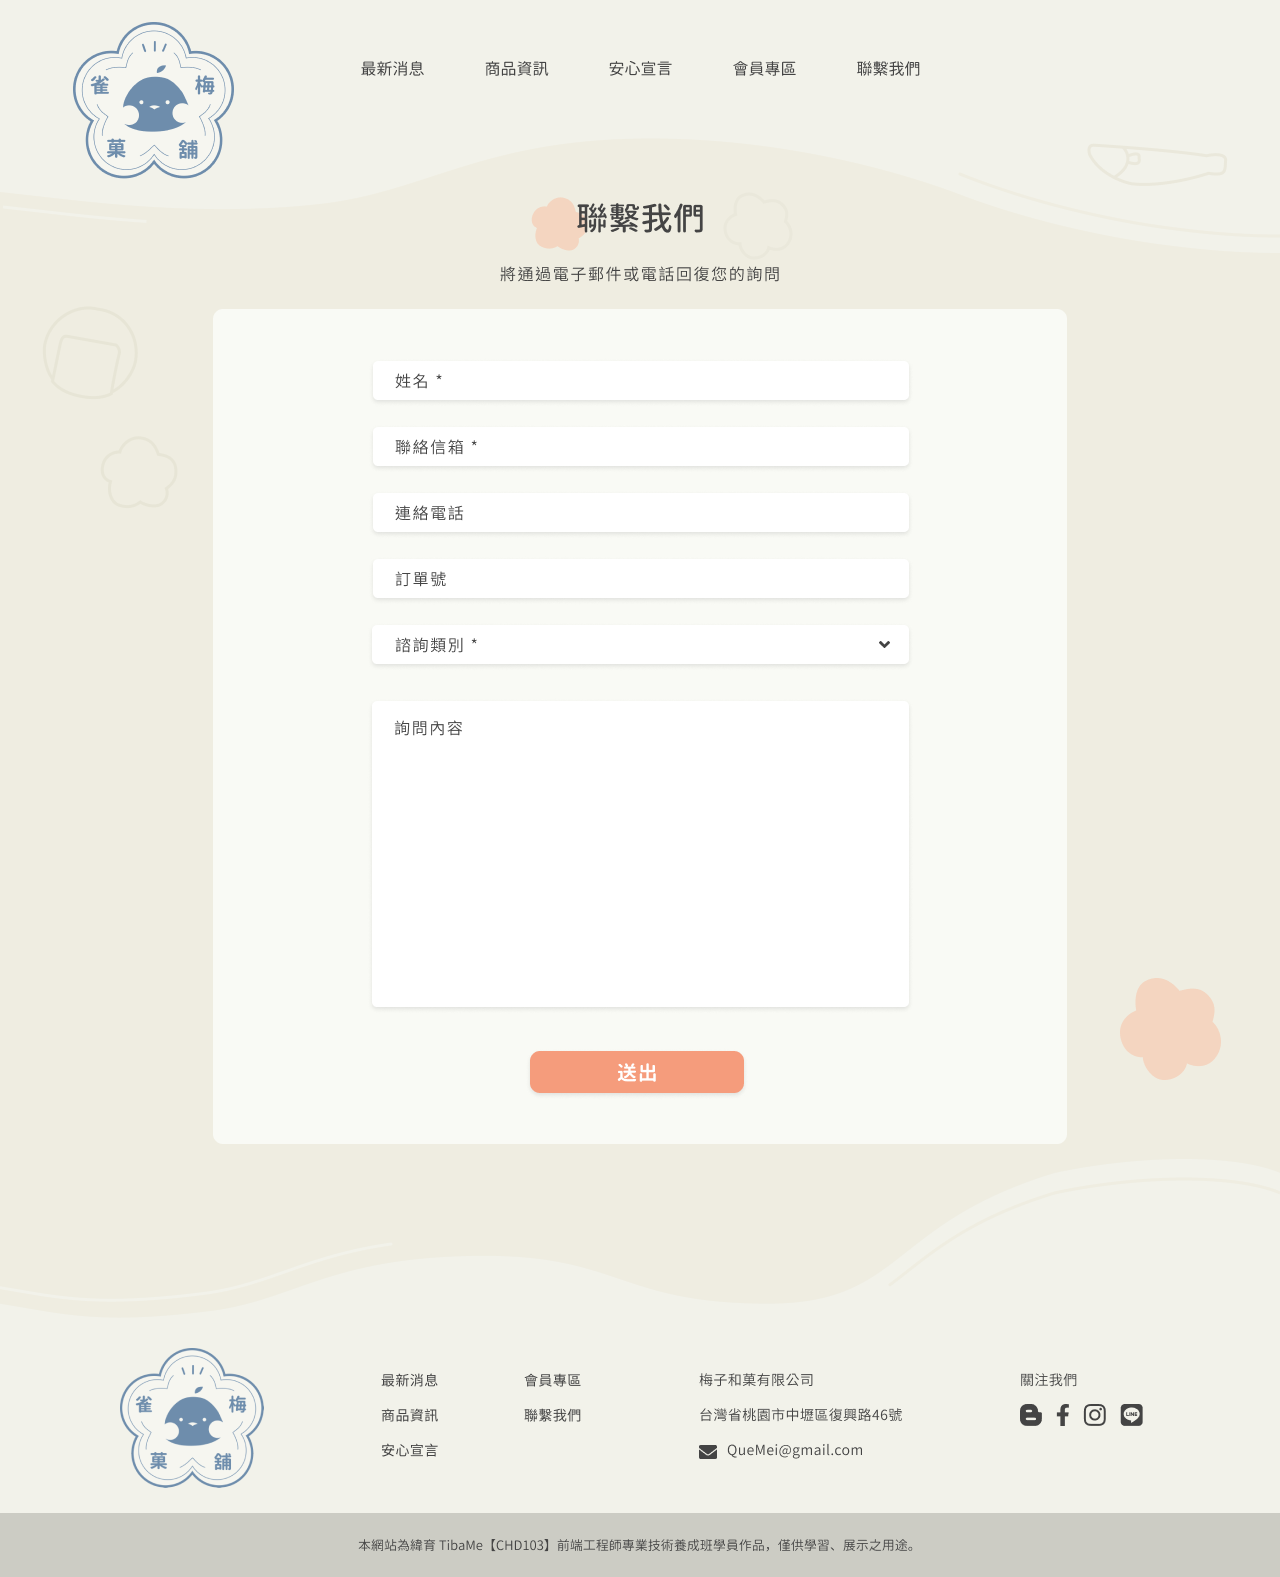 雀 梅
菓 舖
最新消息 商品資訊 安心宣言 會員專區 聯繫我們
聯繫我們
將通過電子郵件或電話回復您的詢問
姓名 *
聯絡信箱 *
連絡電話
訂單號
諮詢類別 *
詢問內容
送出
雀 梅
菓 舖
最新消息 會員專區 梅子和菓有限公司 關注我們
商品資訊 聯繫我們 台灣省桃園市中壢區復興路46號 LINE
安心宣言 QueMei@gmail.com
本網站為緯育 TibaMe【CHD103】前端工程師專業技術養成班學員作品，僅供學習、展示之用途。